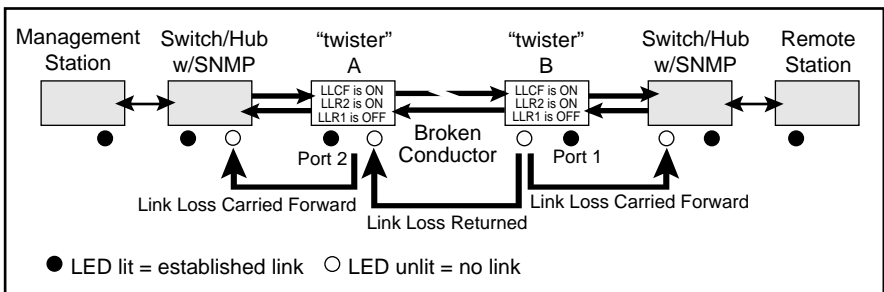 Management Station
Switch/Hub w/SNMP
“twister” A
“twister” B
Switch/Hub w/SNMP
Remote Station
LLCF is ON
LLR2 is ON
LLR1 is OFF
LLCF is ON
LLR2 is ON
LLR1 is OFF
Broken Conductor
Port 2
Port 1
Link Loss Carried Forward
Link Loss Returned
Link Loss Carried Forward
LED lit = established link
LED unlit = no link